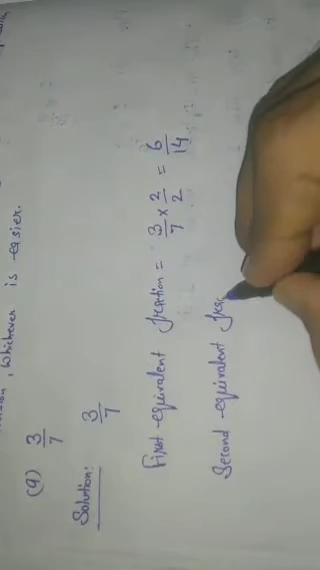 , whichever is easier.
(9) 3/7
Solution: 3/7
First equivalent fraction = 3/7 × 2/2 = 6/14
Second equivalent frac